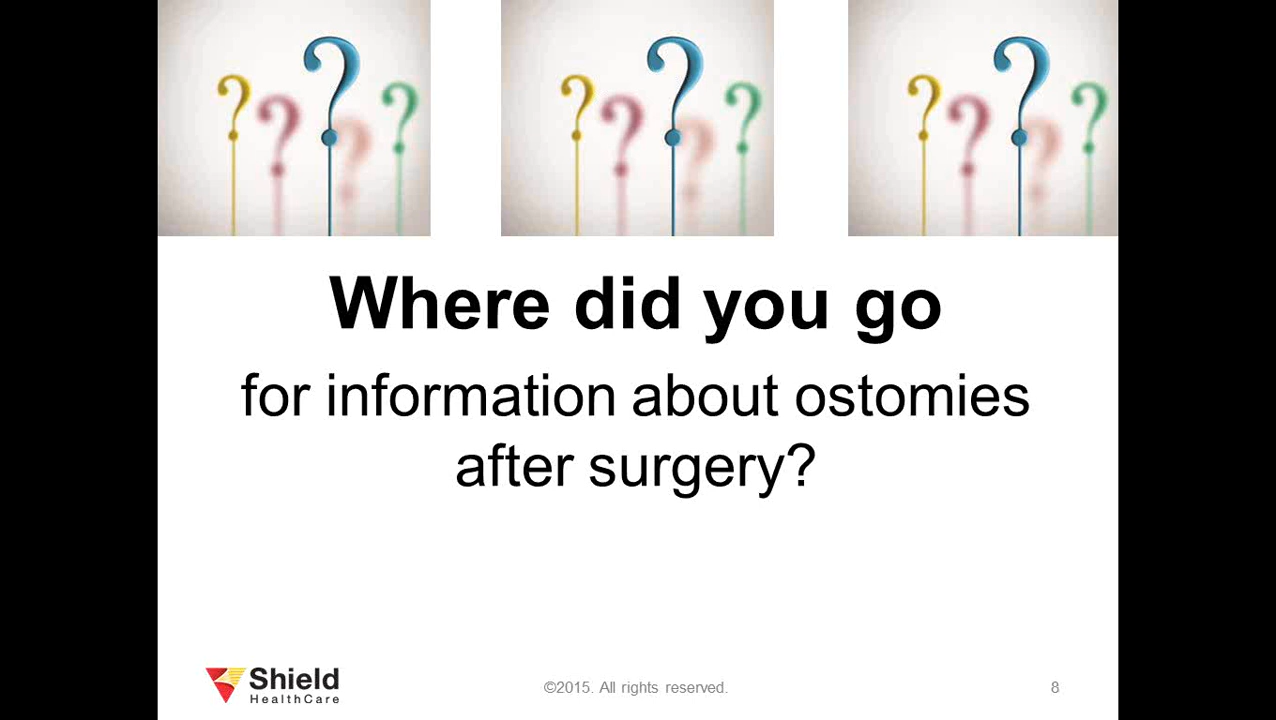 Where did you go
for information about ostomies
after surgery?
Shield
HealthCare
©2015. All rights reserved.
8